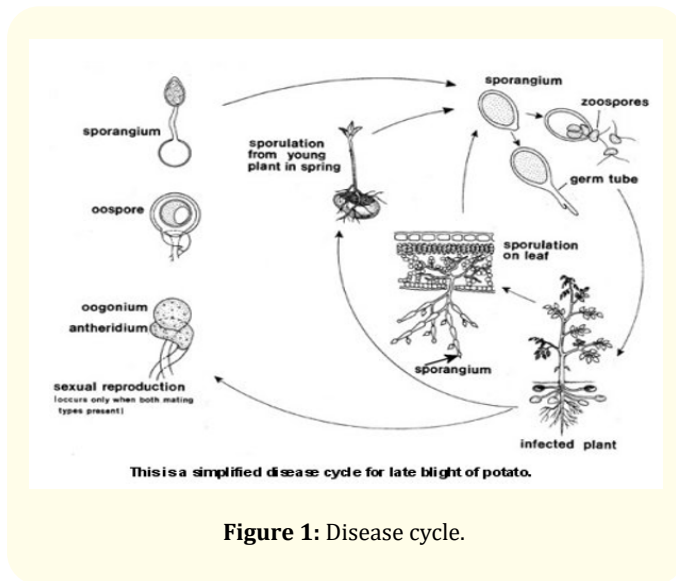 sporangium
oospore
oogonium
antheridium
sexual reproduction
(occurs only when both mating
types present)
sporulation
from young
plant in spring
sporangium
zoospores
germ tube
sporulation
on leaf
sporangium
infected plant
This is a simplified disease cycle for late blight of potato.
Figure 1: Disease cycle.